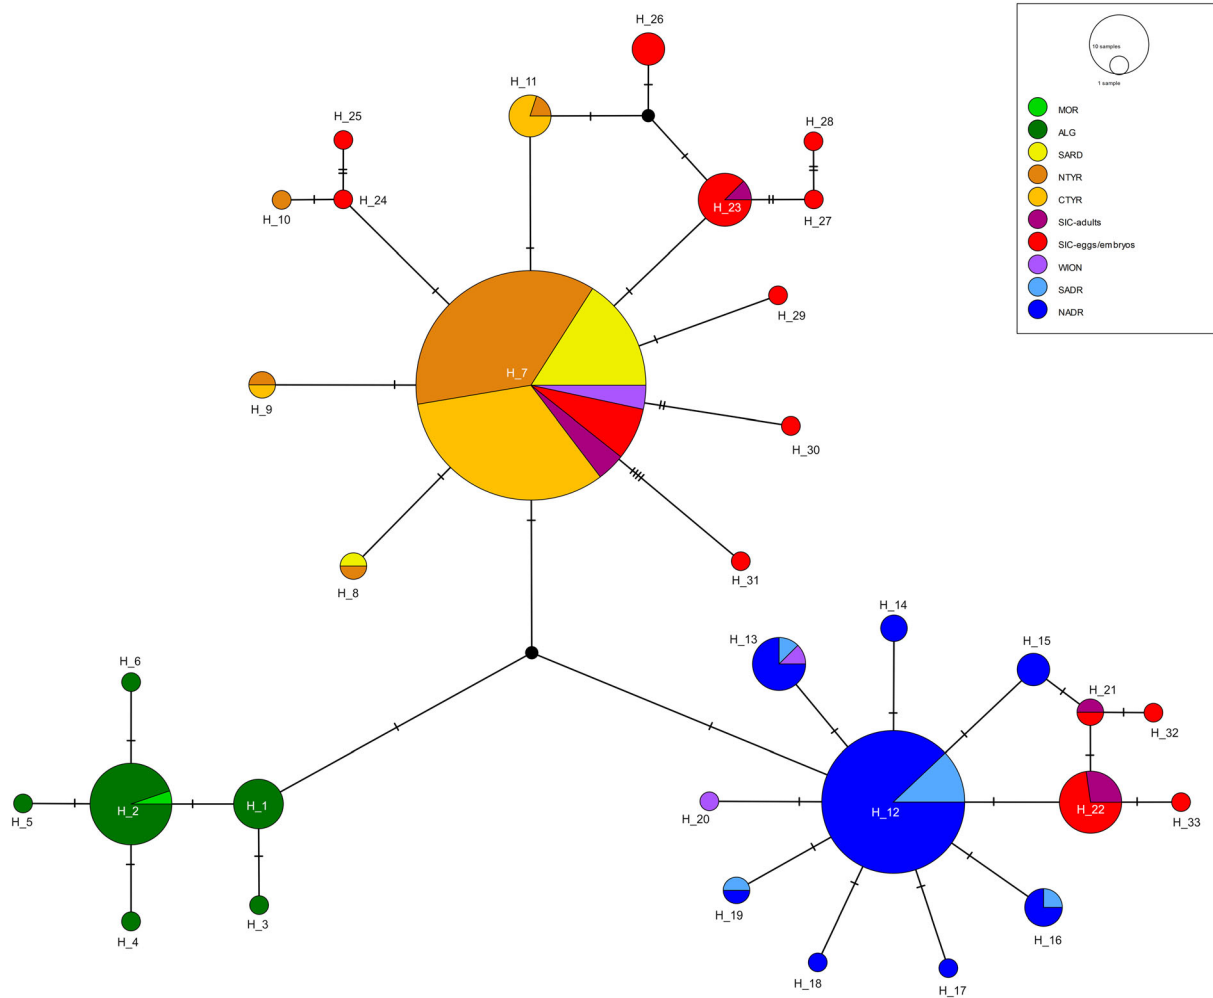 H_26
H_11
10 samples
1 sample
MOR
ALG
SARD
NTYR
CTYR
SIC-adults
SIC-eggs/embryos
WION
SADR
NADR
H_25
H_28
H_24
H_10
H_23
H_27
H_29
H_7
H_9
H_30
H_31
H_8
H_14
H_13
H_15
H_6
H_21
H_32
H_5
H_2
H_1
H_20
H_12
H_22
H_33
H_19
H_3
H_4
H_16
H_18
H_17